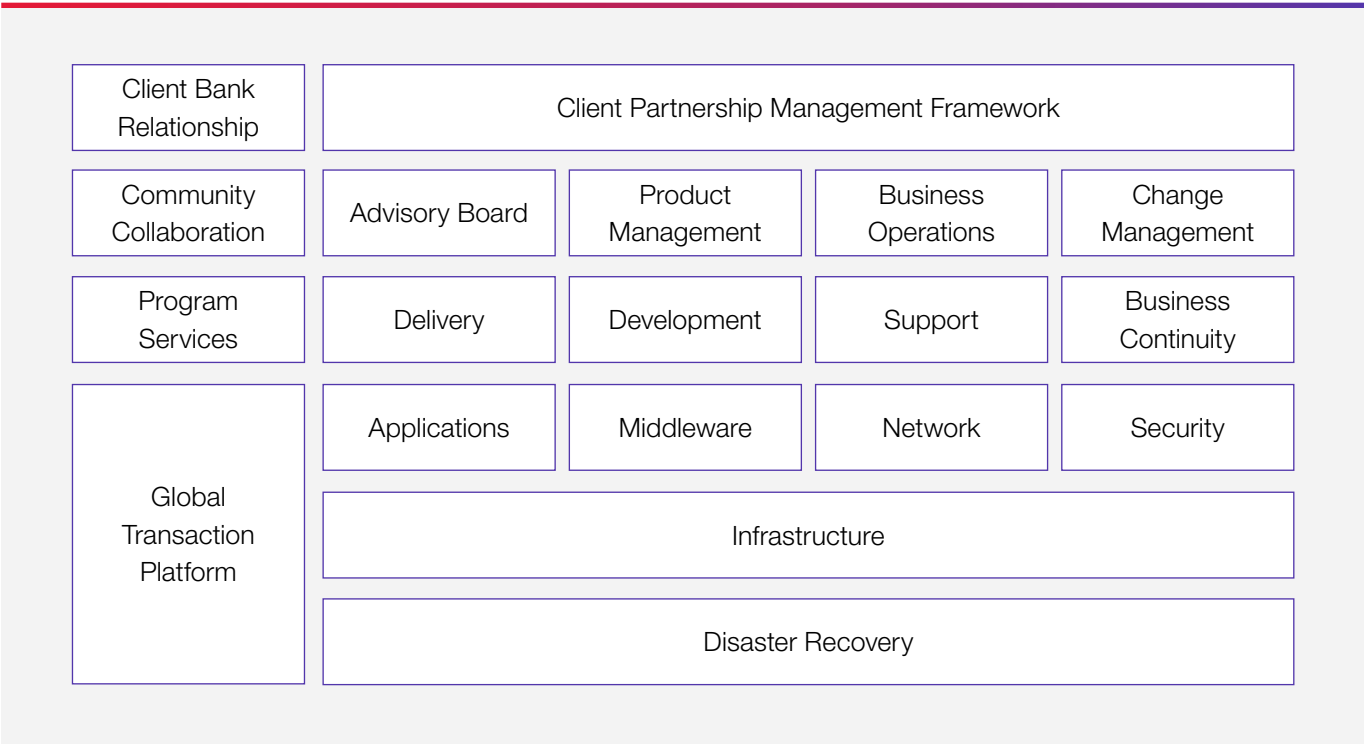 Client Bank
Relationship
Client Partnership Management Framework
Community
Collaboration
Advisory Board
Product
Management
Business
Operations
Change
Management
Program
Services
Delivery
Development
Support
Business
Continuity
Global
Transaction
Platform
Applications
Middleware
Network
Security
Infrastructure
Disaster Recovery